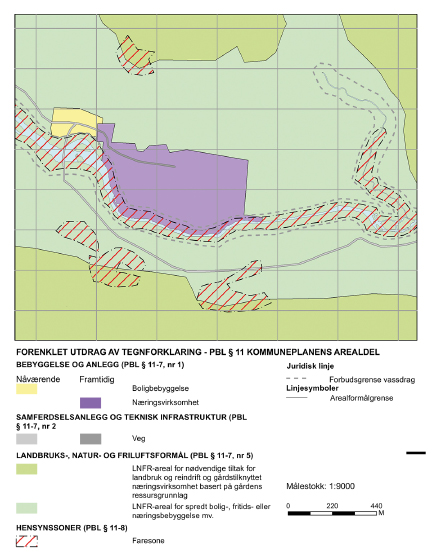 FORENKLET UTDRAG AV TEGNFORKLARING - PBL § 11 KOMMUNEPLANENS AREALDEL
BEBYGGELSE OG ANLEGG (PBL § 11-7, nr 1)
Nåværende Framtidig
Boligbebyggelse
Næringsvirksomhet
SAMFERDSELSANLEGG OG TEKNISK INFRASTRUKTUR (PBL
§ 11-7, nr 2
Veg
LANDBRUKS-, NATUR- OG FRILUFTSFORMÅL (PBL § 11-7, nr 5)
LNFR-areal for nødvendige tiltak for
landbruk og reindrift og gårdstilknyttet
næringsvirksomhet basert på gårdens
ressursgrunnlag
LNFR-areal for spredt bolig-, fritids- eller
næringsbebyggelse mv.
HENSYNSSONER (PBL § 11-8)
Faresone
Juridisk linje
Forbudsgrense vassdrag
Linjesymboler
Arealformålgrense
Målestokk: 1:9000
0 220 440
M